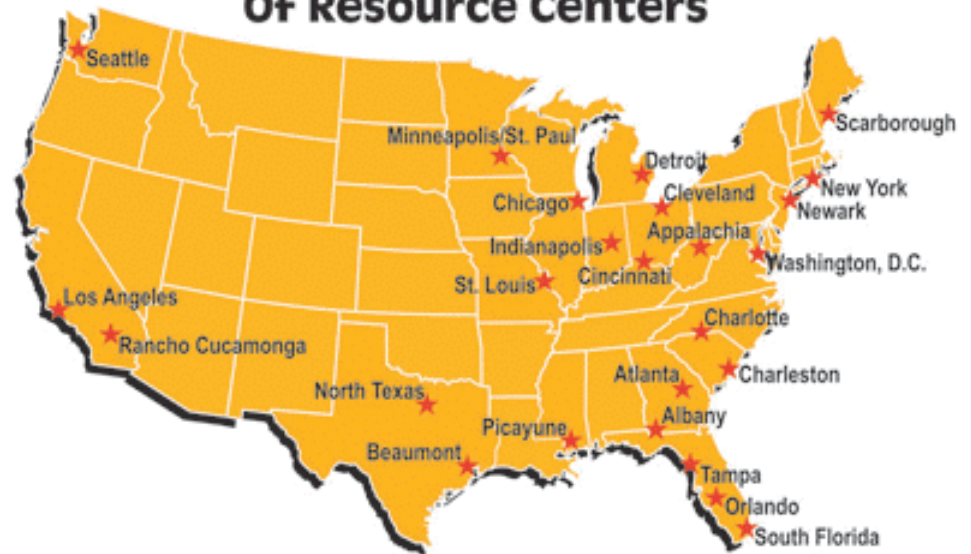 Of Resource Centers
Seattle
Minneapolis/St. Paul
Scarborough
Detroit
New York
Cleveland
Newark
Chicago
Appalachia
Indianapolis
Washington, D.C.
Cincinnati
St. Louis
Los Angeles
Charlotte
Rancho Cucamonga
Atlanta
Charleston
North Texas
Albany
Picayune
Beaumont
Tampa
Orlando
South Florida